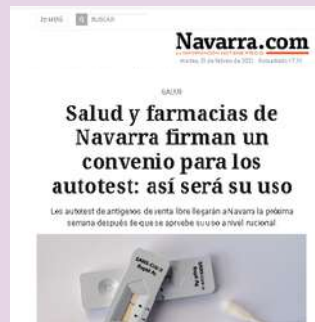 MENÚ BUSCAR
Navarra.com
SALUD
Salud y farmacias de
Navarra firman un
convenio para los
autotest: así será su uso
Los autotest de antígenos de venta libre llegarán a Navarra la próxima
semana después de que se apruebe su uso a nivel nacional